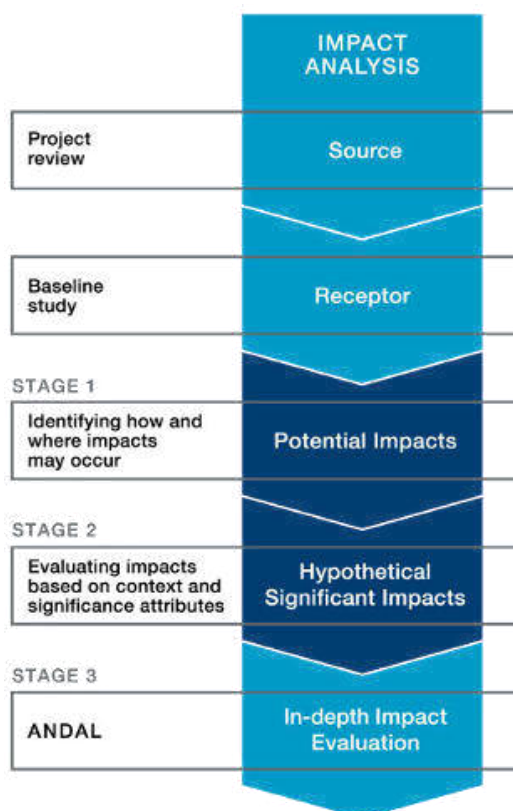 IMPACT
ANALYSIS
Project
review
Source
Baseline
study
Receptor
STAGE 1
Identifying how and
where impacts
may occur
Potential Impacts
STAGE 2
Evaluating impacts
based on context and
significance attributes
Hypothetical
Significant Impacts
STAGE 3
ANDAL
In-depth Impact
Evaluation